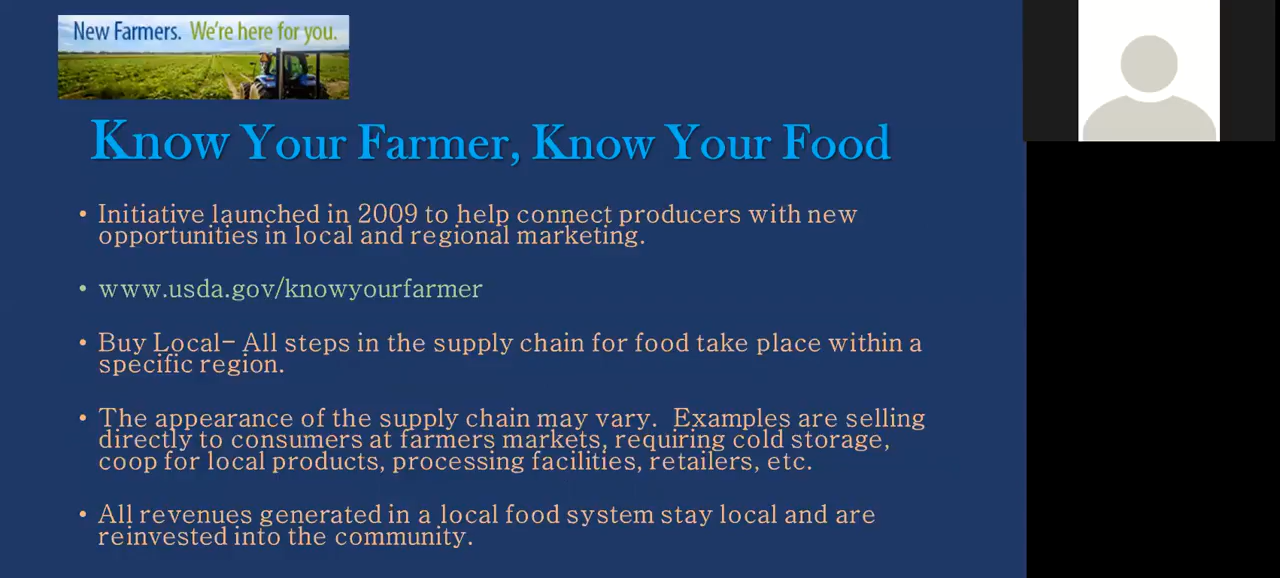 New Farmers. We're here for you.
Know Your Farmer, Know Your Food
• Initiative launched in 2009 to help connect producers with new
opportunities in local and regional marketing.
• www.usda.gov/knowyourfarmer
• Buy Local- All steps in the supply chain for food take place within a
specific region.
• The appearance of the supply chain may vary.  Examples are selling
directly to consumers at farmers markets, requiring cold storage,
coop for local products, processing facilities, retailers, etc.
• All revenues generated in a local food system stay local and are
reinvested into the community.